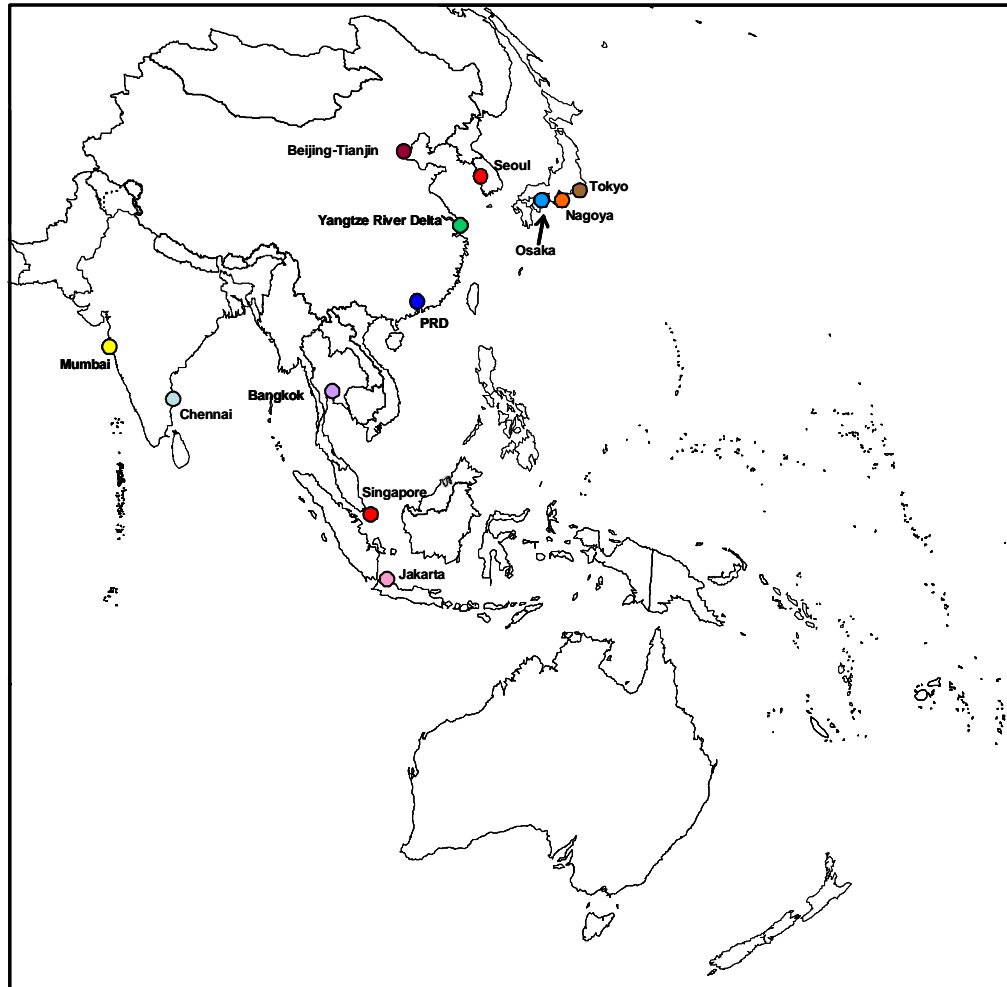 Beijing-Tianjin
Seoul
Tokyo
Nagoya
Yangtze River Delta
Osaka
PRD
Mumbai
Bangkok
Chennai
Singapore
Jakarta